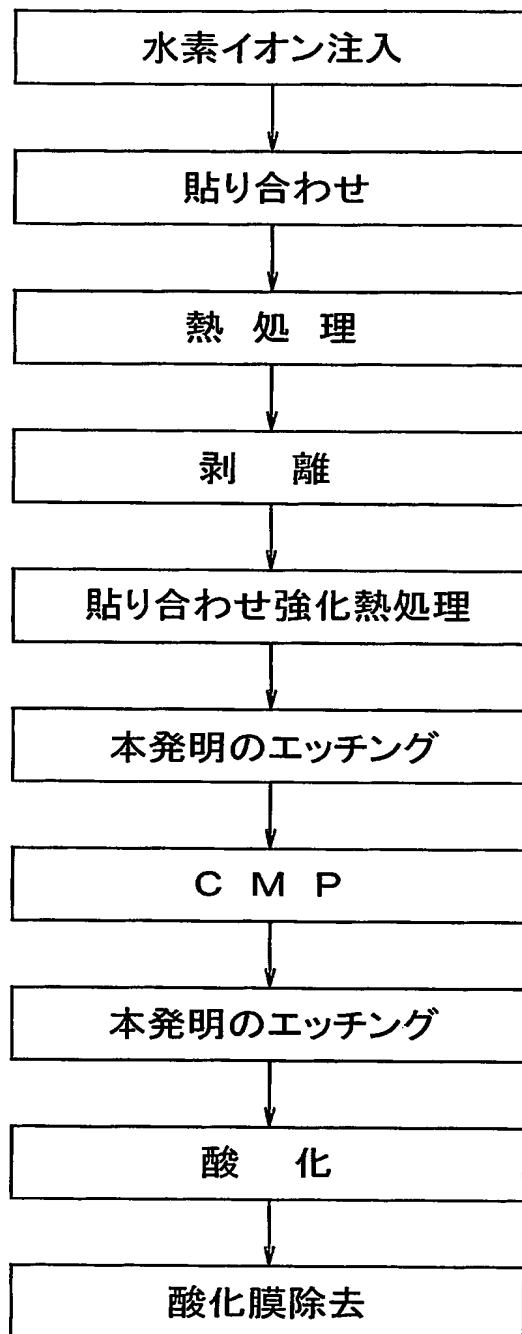 水素イオン注入
貼り合わせ
熱処理
剥離
貼り合わせ強化熱処理
本発明のエッチング
CMP
本発明のエッチング
酸化
酸化膜除去